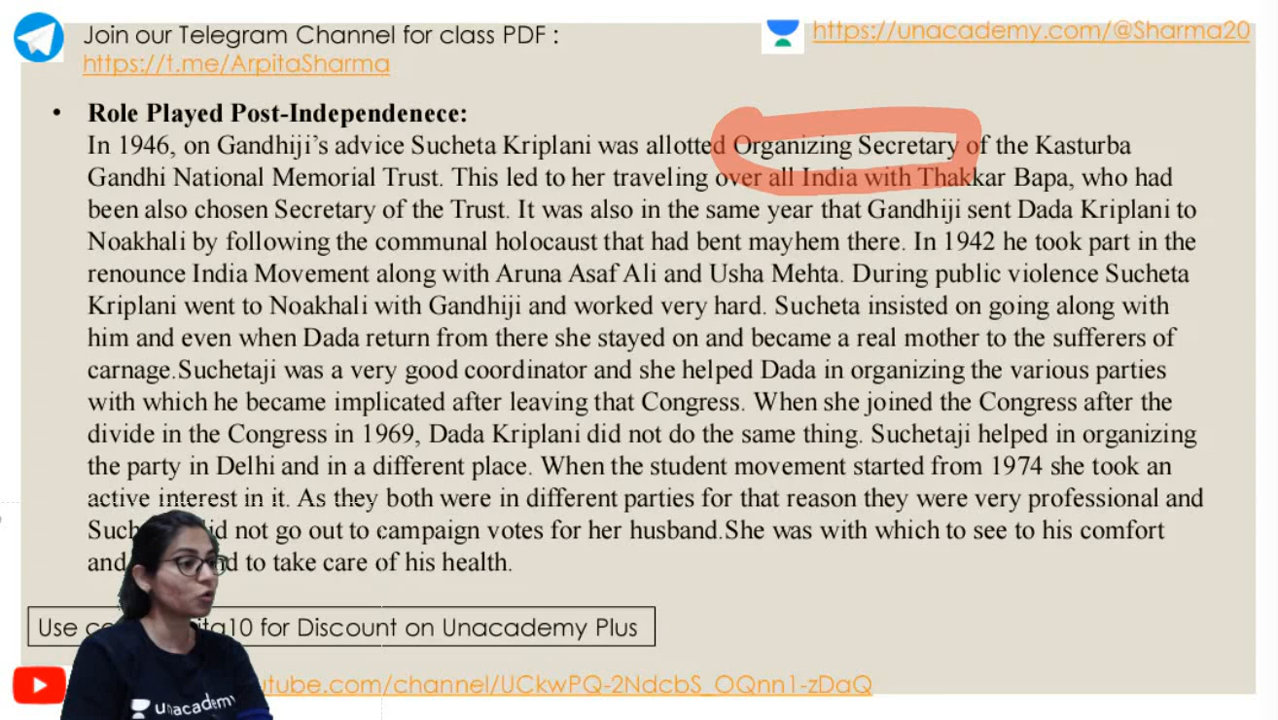 Join our Telegram Channel for class PDF :
https://t.me/ArpitaSharma
https://unacademy.com/@Sharma20
• Role Played Post-Independenece:
In 1946, on Gandhiji's advice Sucheta Kriplani was allotted Organizing Secretary of the Kasturba
Gandhi National Memorial Trust. This led to her traveling over all India with Thakkar Bapa, who had
been also chosen Secretary of the Trust. It was also in the same year that Gandhiji sent Dada Kriplani to
Noakhali by following the communal holocaust that had bent mayhem there. In 1942 he took part in the
renounce India Movement along with Aruna Asaf Ali and Usha Mehta. During public violence Sucheta
Kriplani went to Noakhali with Gandhiji and worked very hard. Sucheta insisted on going along with
him and even when Dada return from there she stayed on and became a real mother to the sufferers of
carnage.Suchetaji was a very good coordinator and she helped Dada in organizing the various parties
with which he became implicated after leaving that Congress. When she joined the Congress after the
divide in the Congress in 1969, Dada Kriplani did not do the same thing. Suchetaji helped in organizing
the party in Delhi and in a different place. When the student movement started from 1974 she took an
active interest in it. As they both were in different parties for that reason they were very professional and
did not go out to campaign votes for her husband.She was with which to see to his comfort
and to take care of his health.
Use for Discount on Unacademy Plus
utube.com/channel/UCkwPQ-2NdcbS_OQnn1-zDaQ
unacademy